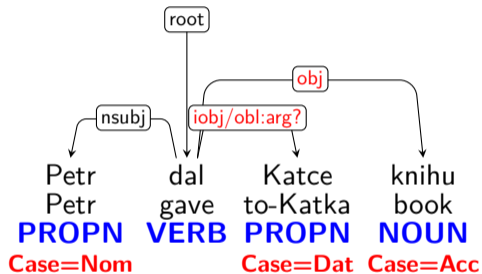 root
obj
nsubj iobj/obl:arg?
Petr dal Katce knihu
Petr gave to-Katka book
PROPN VERB PROPN NOUN
Case=Nom Case=Dat Case=Acc